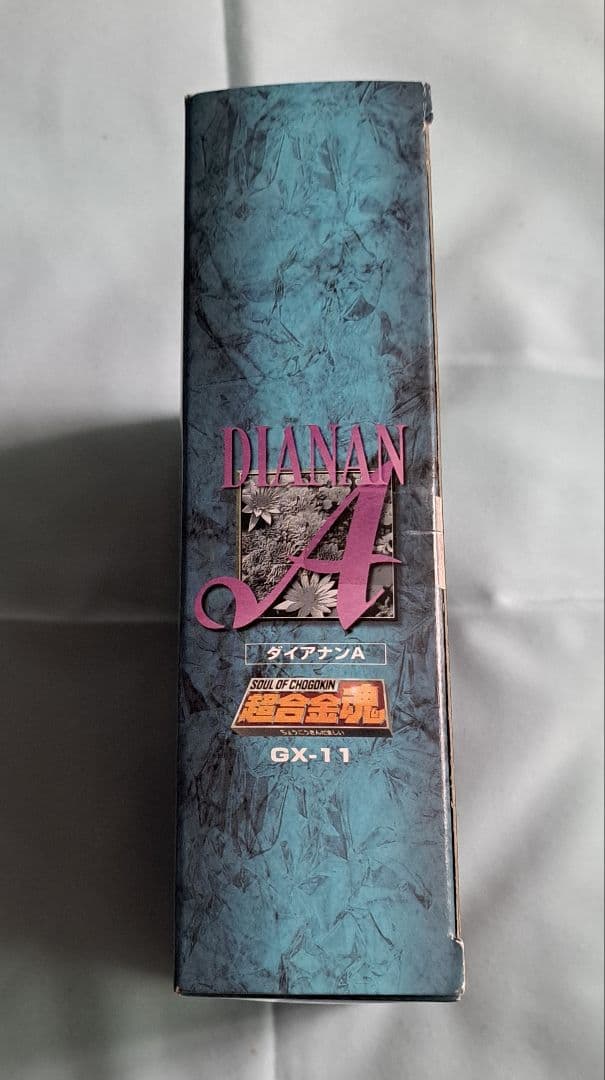 DIANAN
A
ダイアナンA
SOUL OF CHOGOKIN
超合金魂
ちょうごうきんだましい
GX-11